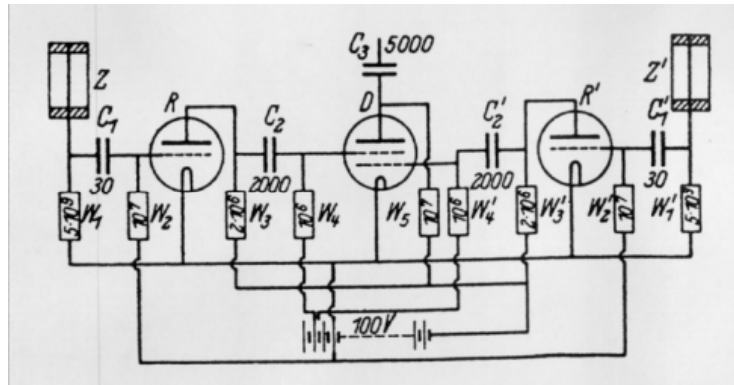 C₃ 5000
Z
Z'
R
D
R'
C₁
C₂
C₂'
C₁'
30
2000
2000
30
5·10⁹
W₁
10⁷
W₂
2·10⁶
W₃
10⁶
W₄
W₅
10⁷
10⁶
W₄'
2·10⁶
W₃'
W₂'
10⁷
W₁'
5·10⁹
100V